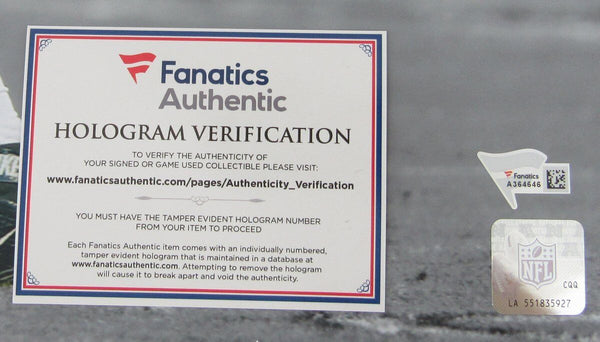 Fanatics
Authentic
HOLOGRAM VERIFICATION
TO VERIFY THE AUTHENTICITY OF
YOUR SIGNED OR GAME USED COLLECTIBLE PLEASE VISIT:
www.fanaticsauthentic.com/pages/Authenticity_Verification
YOU MUST HAVE THE TAMPER EVIDENT HOLOGRAM NUMBER
FROM YOUR ITEM TO PROCEED
Each Fanatics Authentic item comes with an individually numbered,
tamper evident hologram that is maintained in a database at
www.fanaticsauthentic.com. Attempting to remove the hologram
will cause it to break apart and void the authenticity.
Fanatics
A364646
NFL
CQQ
LA 551835927